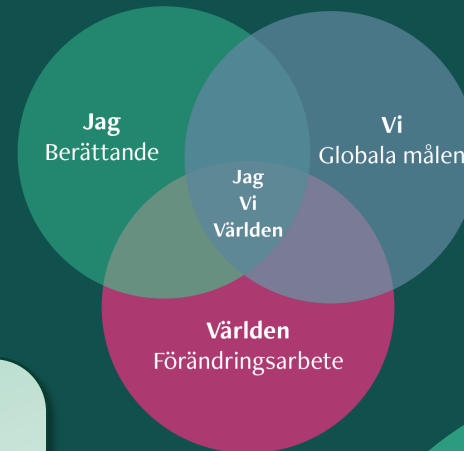 Jag
Berättande
Vi
Globala målen
Jag
Vi
Världen
Världen
Förändringsarbete